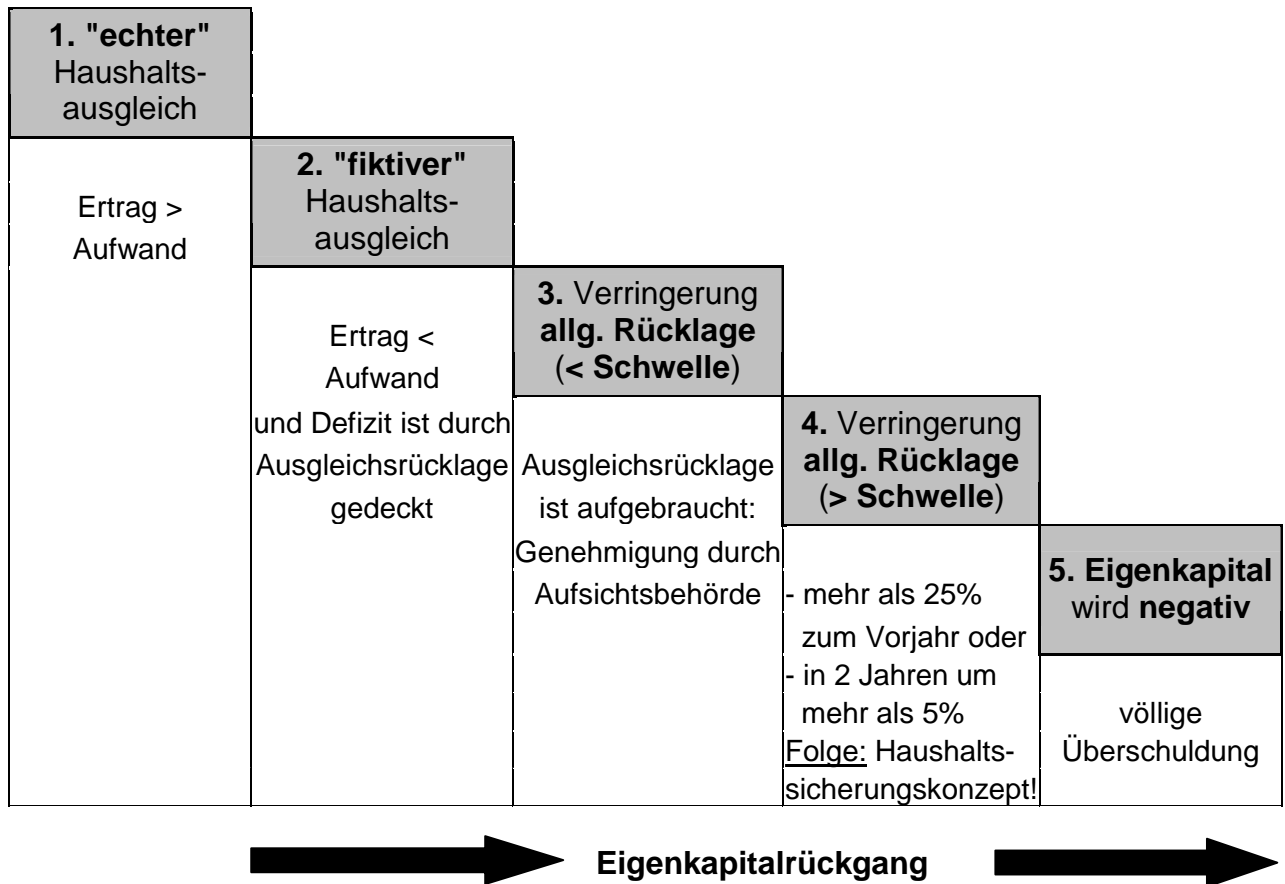 1. "echter"
Haushalts-
ausgleich
Ertrag >
Aufwand
2. "fiktiver"
Haushalts-
ausgleich
Ertrag <
Aufwand
und Defizit ist durch
Ausgleichsrücklage
gedeckt
3. Verringerung
allg. Rücklage
(< Schwelle)
Ausgleichsrücklage
ist aufgebraucht:
Genehmigung durch
Aufsichtsbehörde
4. Verringerung
allg. Rücklage
(> Schwelle)
- mehr als 25%
zum Vorjahr oder
- in 2 Jahren um
mehr als 5%
Folge: Haushalts-
sicherungskonzept!
5. Eigenkapital
wird negativ
völlige
Überschuldung
Eigenkapitalrückgang